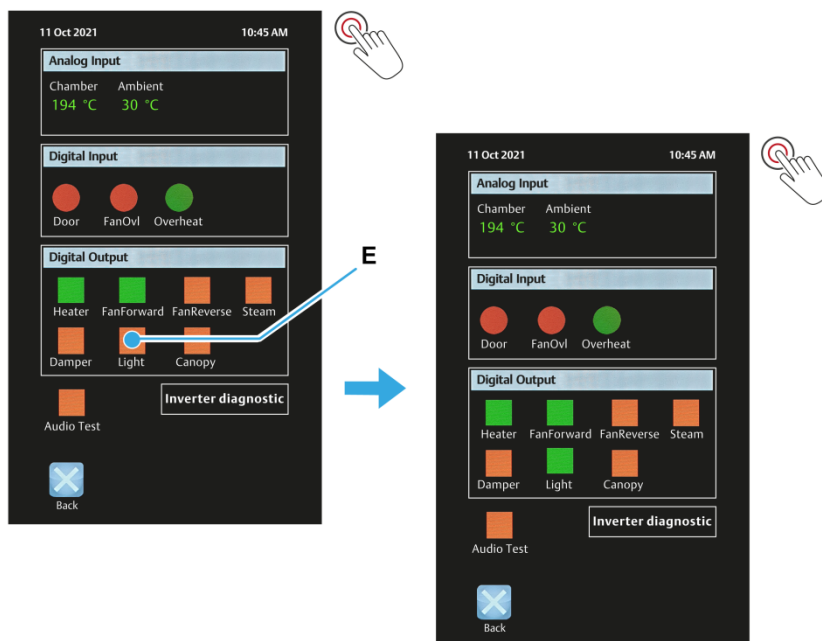 11 Oct 2021 10:45 AM
Analog Input
Chamber Ambient
194 °C 30 °C
Digital Input
Door FanOvl Overheat
Digital Output
Heater FanForward FanReverse Steam
Damper Light Canopy
Audio Test
Inverter diagnostic
Back
E
11 Oct 2021 10:45 AM
Analog Input
Chamber Ambient
194 °C 30 °C
Digital Input
Door FanOvl Overheat
Digital Output
Heater FanForward FanReverse Steam
Damper Light Canopy
Inverter diagnostic
Audio Test
Back